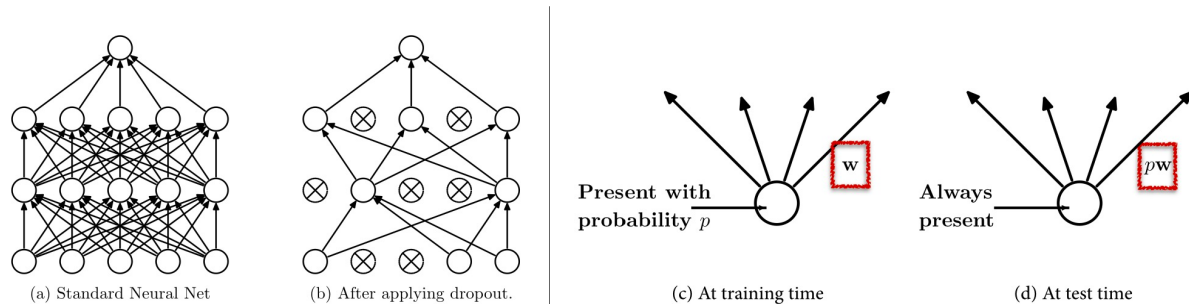 Present with
probability p
w
Always
present
pw
(a) Standard Neural Net
(b) After applying dropout.
(c) At training time
(d) At test time